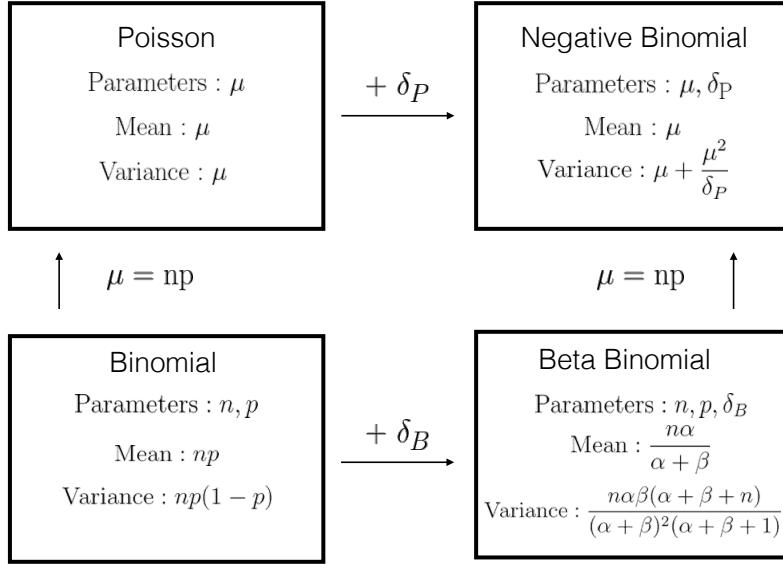 Poisson
Parameters : μ
Mean : μ
Variance : μ
+ δ_P
Negative Binomial
Parameters : μ, δ_P
Mean : μ
Variance : μ + μ²/δ_P
μ = np
μ = np
Binomial
Parameters : n, p
Mean : np
Variance : np(1 − p)
+ δ_B
Beta Binomial
Parameters : n, p, δ_B
Mean : nα/(α + β)
Variance : nαβ(α + β + n)/((α + β)²(α + β + 1))